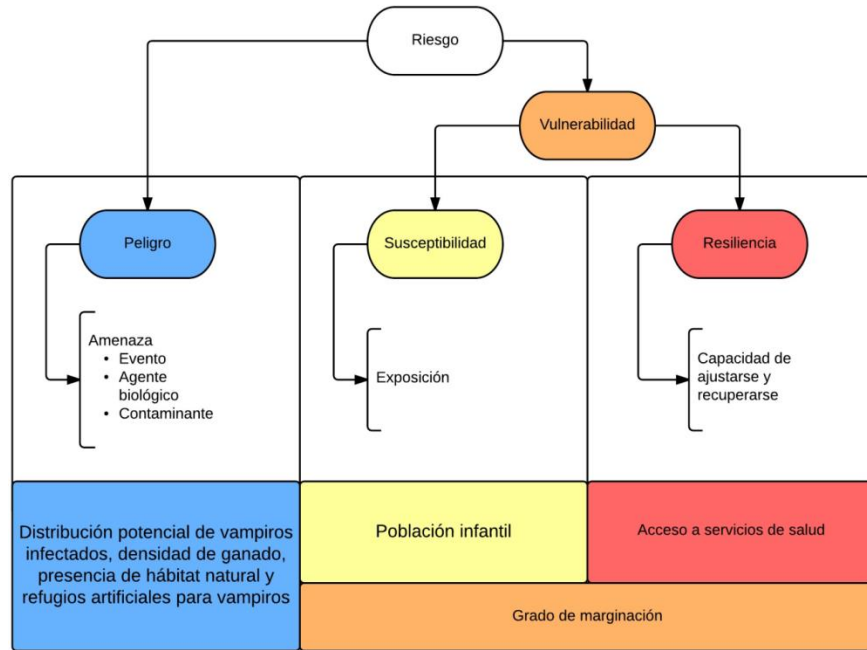 Riesgo
Vulnerabilidad
Peligro
Susceptibilidad
Resiliencia
Amenaza
• Evento
• Agente
biológico
• Contaminante
Exposición
Capacidad de
ajustarse y
recuperarse
Distribución potencial de vampiros
infectados, densidad de ganado,
presencia de hábitat natural y
refugios artificiales para vampiros
Población infantil
Acceso a servicios de salud
Grado de marginación